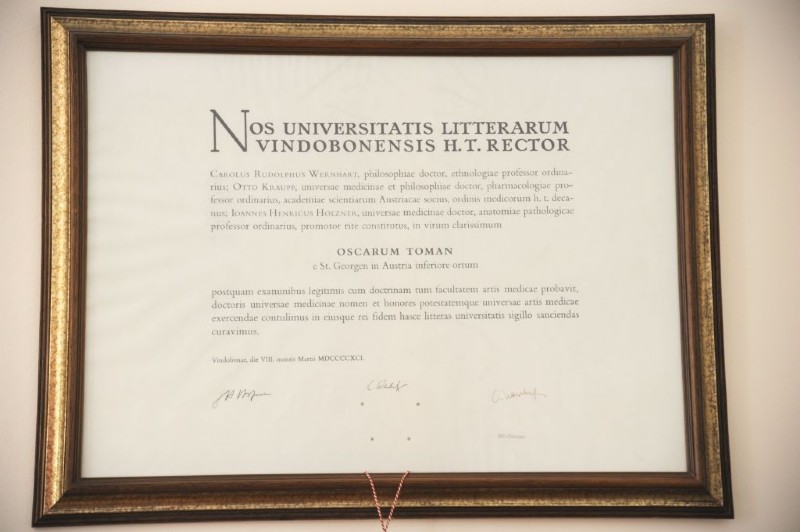 NOS UNIVERSITATIS LITTERARUM
VINDOBONENSIS H.T. RECTOR
CAROLUS RUDOLPHUS WERNHART, philosophiae doctor, ethnologiae professor ordina-
rius; OTTO KRAUPP, universae medicinae et philosophiae doctor, pharmacologiae pro-
fessor ordinarius, academiae scientiarum Austriacae socius, ordinis medicorum h. t. deca-
nus; IOANNES HENRICUS HOLZNER, universae medicinae doctor, anatomiae pathologicae
professor ordinarius, promotor rite constitutus, in virum clarissimum
OSCARUM TOMAN
e St. Georgen in Austria inferiore ortum
postquam examinibus legitimis cum doctrinam tum facultatem artis medicae probavit,
doctoris universae medicinae nomen et honores potestatemque universae artis medicae
exercendae contulimus in eiusque rei fidem hasce litteras universitatis sigillo sanciendas
curavimus.
Vindobonae, die VIII. mensis Martii MDCCCCXCI.